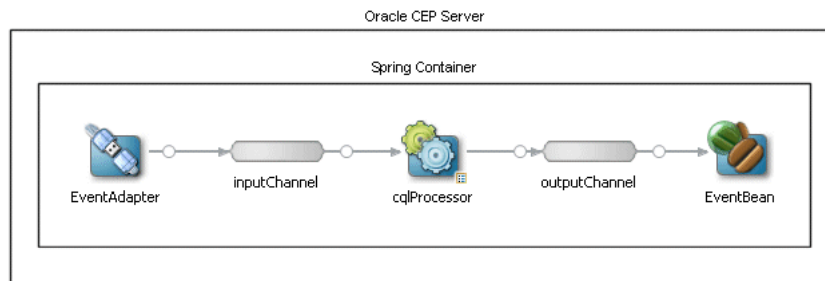 Oracle CEP Server
Spring Container
EventAdapter
inputChannel
cqlProcessor
outputChannel
EventBean